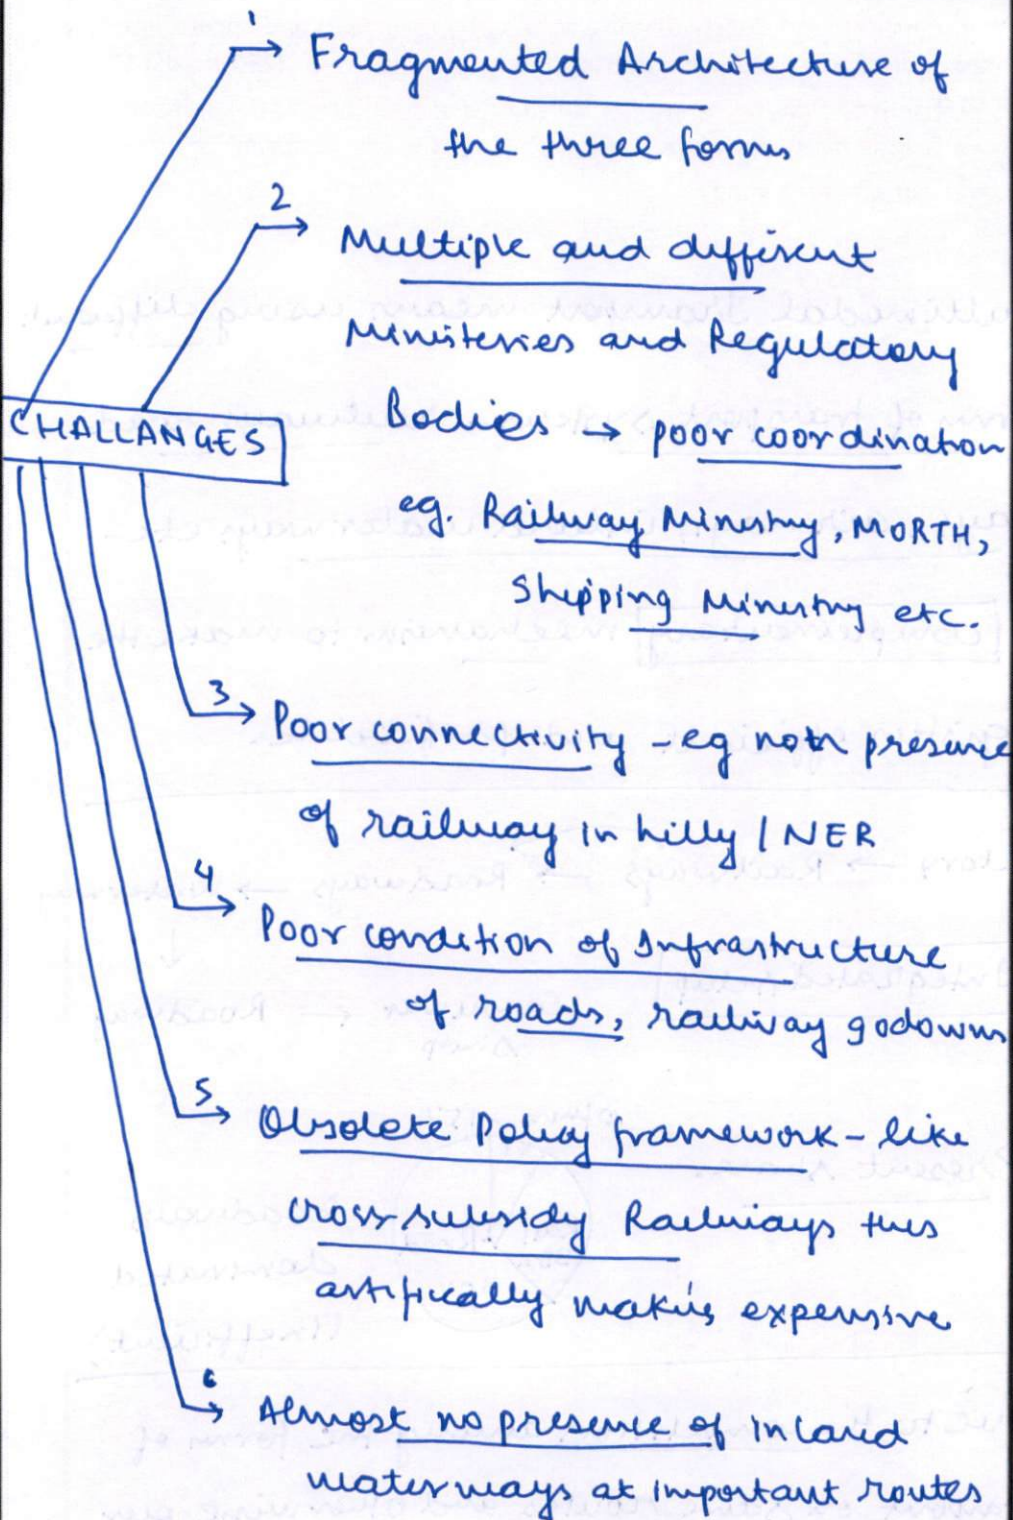 1 Fragmented Architecture of
the three forms
2 Multiple and different
Ministeries and Regulatory
Bodies → poor coordination
CHALLANGES
eg. Railway Ministry, MORTH,
Shipping Ministry etc.
3 Poor connectivity - eg noth presence
of railway in hilly / NER
4 Poor condition of Infrastructure
of roads, railway godowns
5 Obsolete Policy framework - like
cross subsidy Railways thus
artifically making expensive
6 Almost no presence of inland
waterways at important routes